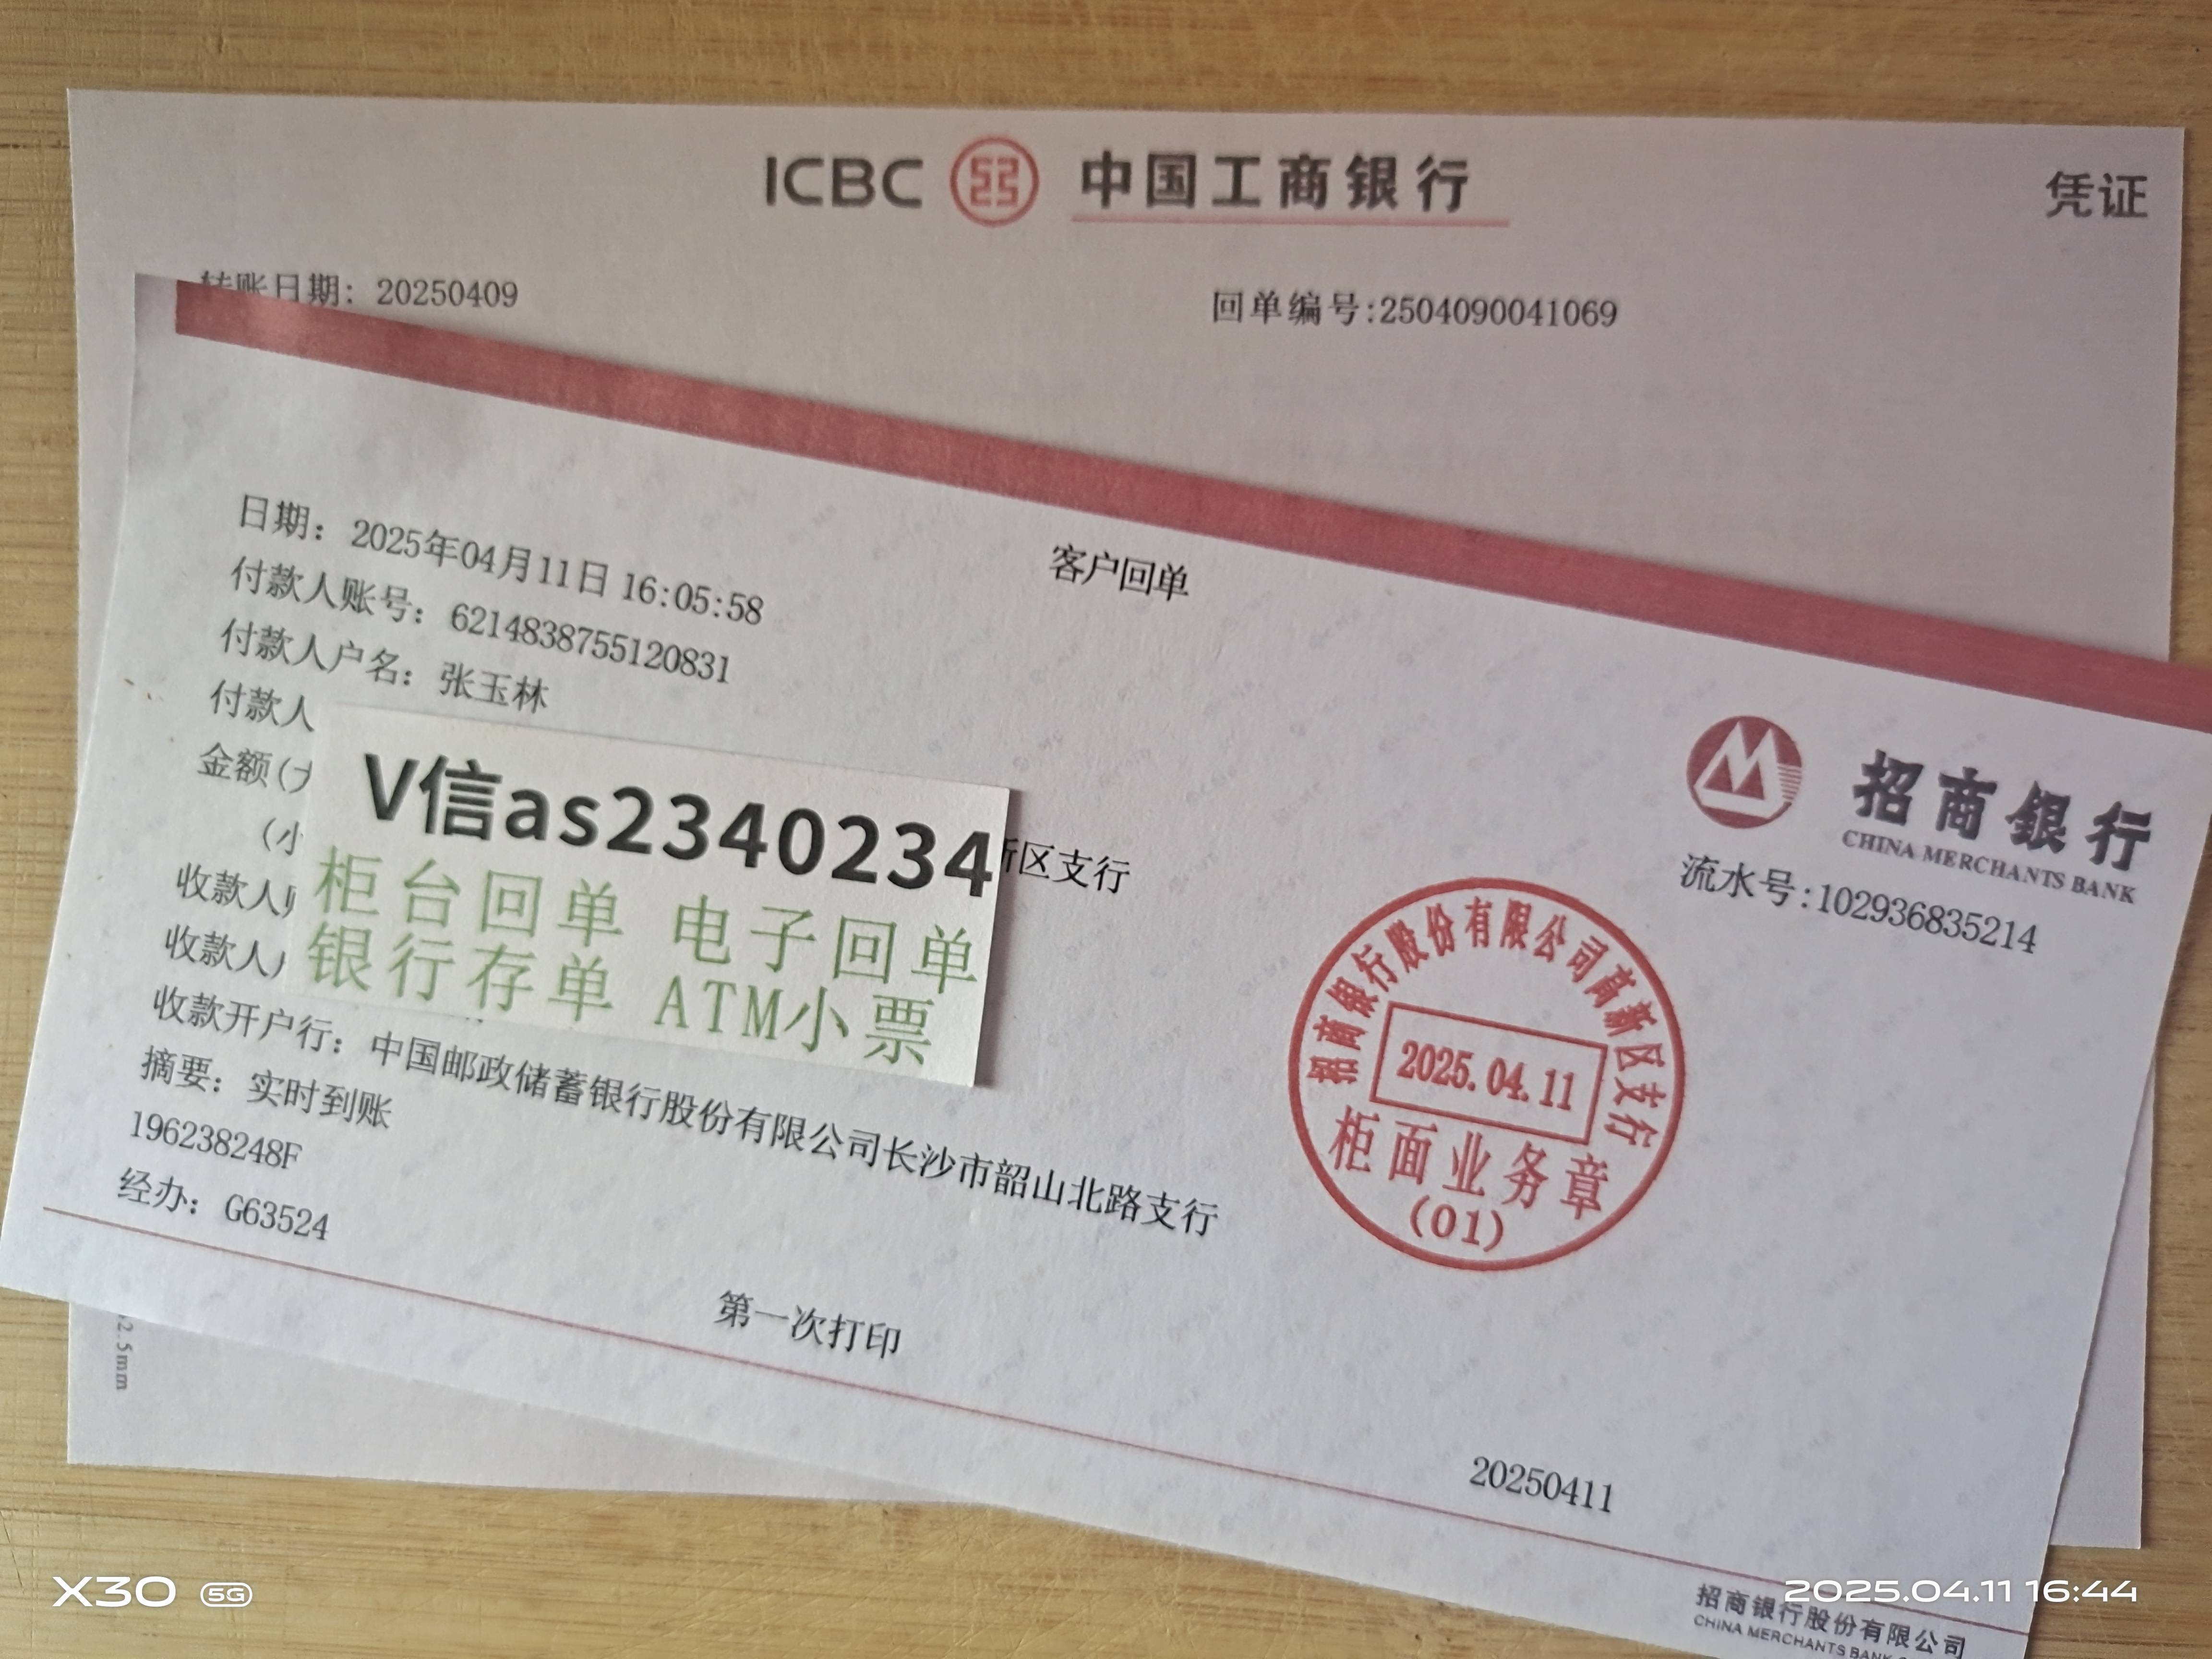 ICBC 中国工商银行
凭证
转账日期: 20250409
回单编号:2504090041069
客户回单
日期: 2025年04月11日 16:05:58
付款人账号: 6214838755120831
付款人户名: 张玉林
付款人
金额(大
(小
新区支行
收款人
收款人
收款开户行: 中国邮政储蓄银行股份有限公司长沙市韶山北路支行
摘要: 实时到账
196238248F
经办: G63524
V信as2340234
柜台回单 电子回单
银行存单 ATM小票
招商银行
CHINA MERCHANTS BANK
流水号:102936835214
招商银行股份有限公司高新区支行
2025.04.11
柜面业务章
(01)
第一次打印
20250411
招商银行股份有限公司
CHINA MERCHANTS BANK
2.5mm
X30 5G
2025.04.11 16:44